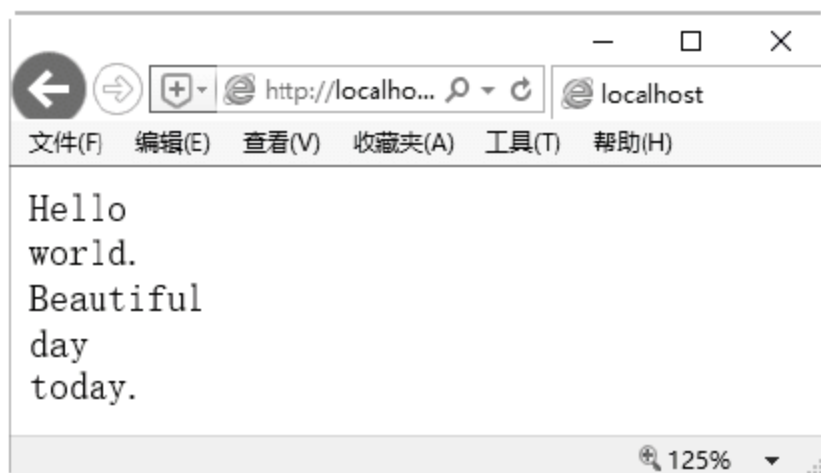 http://localho...
localhost
文件(F) 编辑(E) 查看(V) 收藏夹(A) 工具(T) 帮助(H)
Hello
world.
Beautiful
day
today.
125%